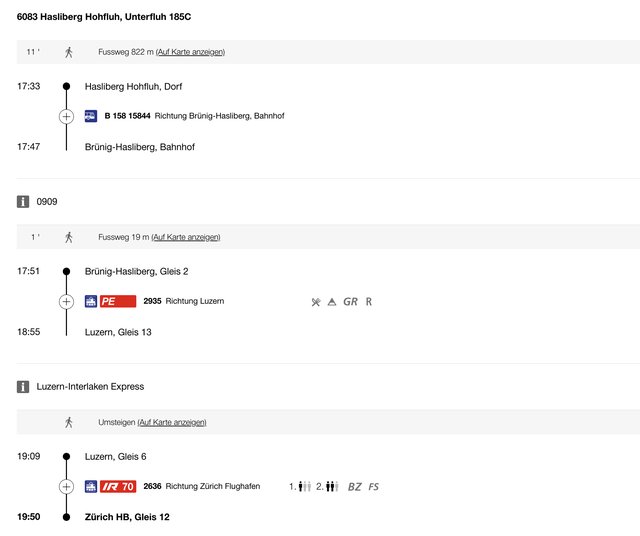 6083 Hasliberg Hohfluh, Unterfluh 185C
11 ' Fussweg 822 m (Auf Karte anzeigen)
17:33 Hasliberg Hohfluh, Dorf
B 158 15844 Richtung Brünig-Hasliberg, Bahnhof
17:47 Brünig-Hasliberg, Bahnhof
i 0909
1 ' Fussweg 19 m (Auf Karte anzeigen)
17:51 Brünig-Hasliberg, Gleis 2
PE 2935 Richtung Luzern GR R
18:55 Luzern, Gleis 13
i Luzern-Interlaken Express
Umsteigen (Auf Karte anzeigen)
19:09 Luzern, Gleis 6
IR 70 2636 Richtung Zürich Flughafen 1. 2. BZ FS
19:50 Zürich HB, Gleis 12